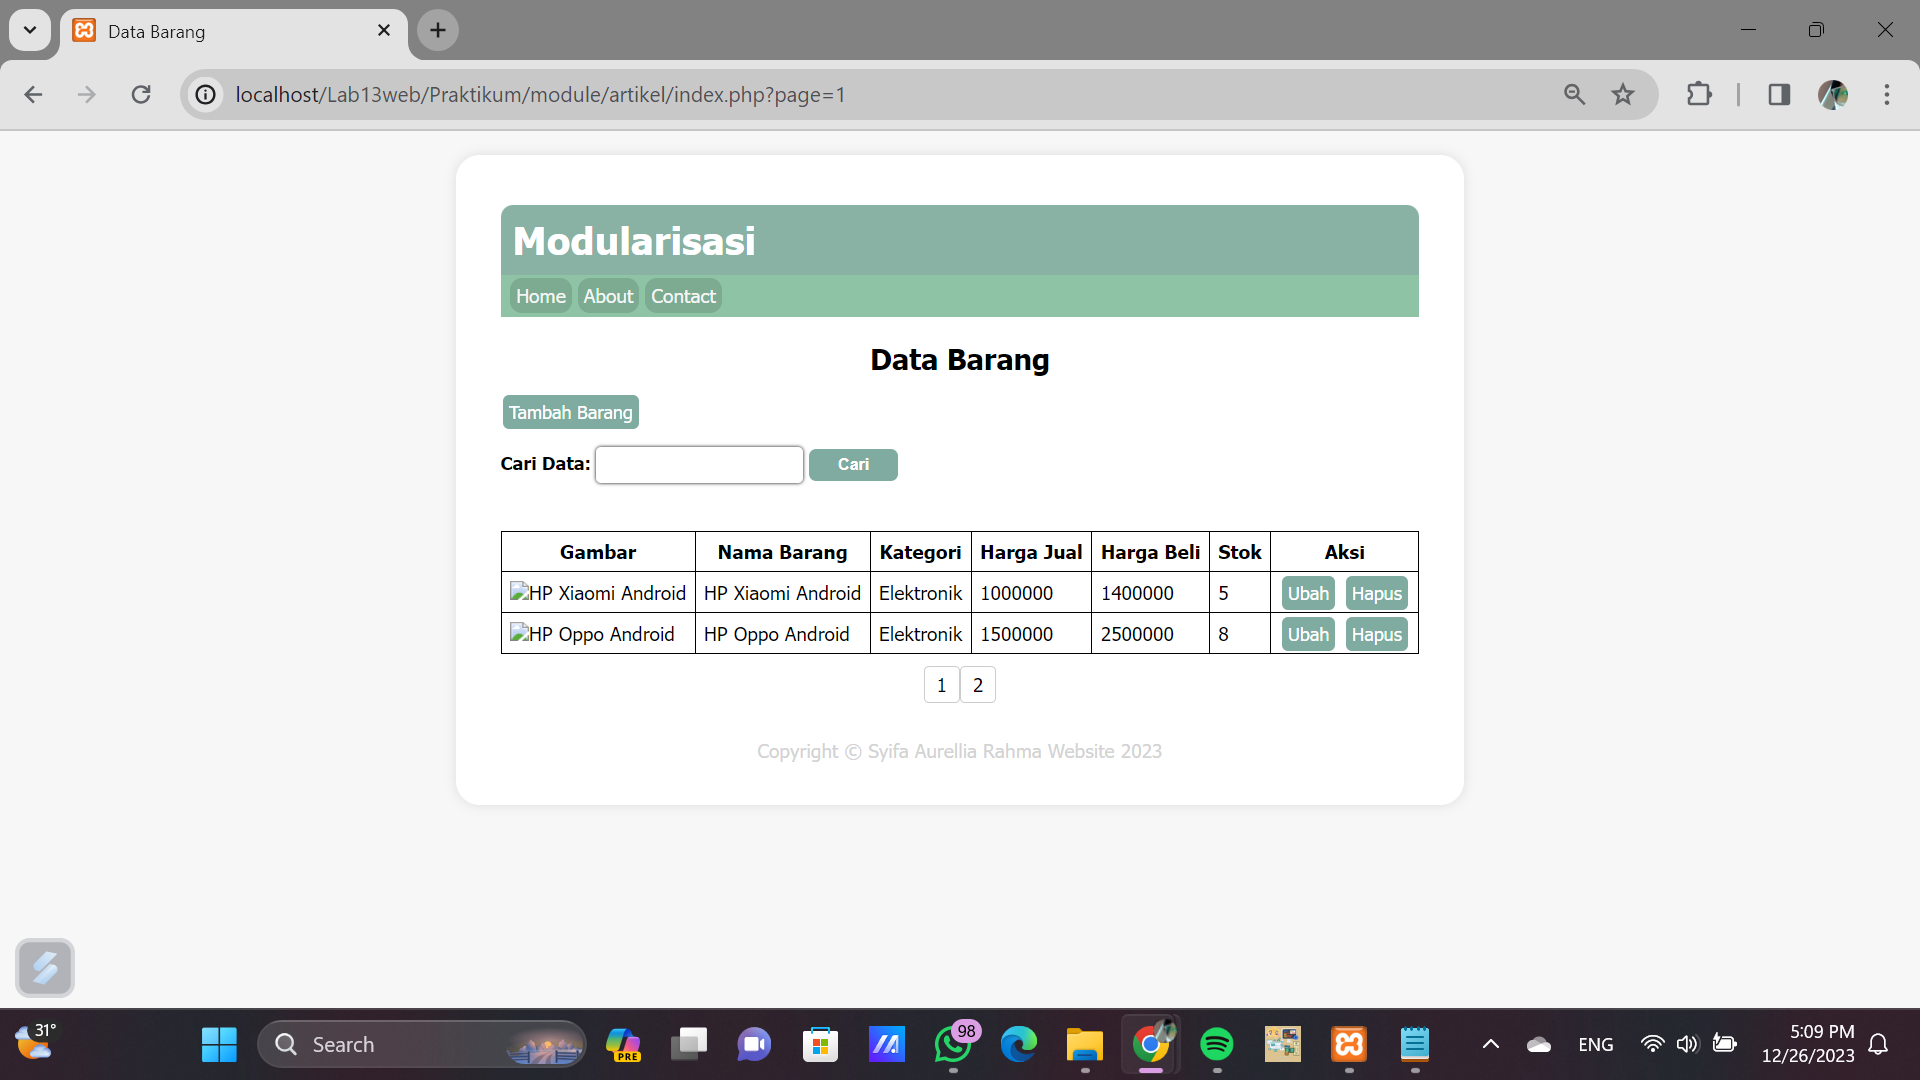 Data Barang
localhost/Lab13web/Praktikum/module/artikel/index.php?page=1
Modularisasi
Home About Contact
Data Barang
Tambah Barang
Cari Data: Cari
Gambar Nama Barang Kategori Harga Jual Harga Beli Stok Aksi
HP Xiaomi Android HP Xiaomi Android Elektronik 1000000 1400000 5 Ubah Hapus
HP Oppo Android HP Oppo Android Elektronik 1500000 2500000 8 Ubah Hapus
1 2
Copyright © Syifa Aurellia Rahma Website 2023
31°
Search
PRE
98
ENG
5:09 PM
12/26/2023